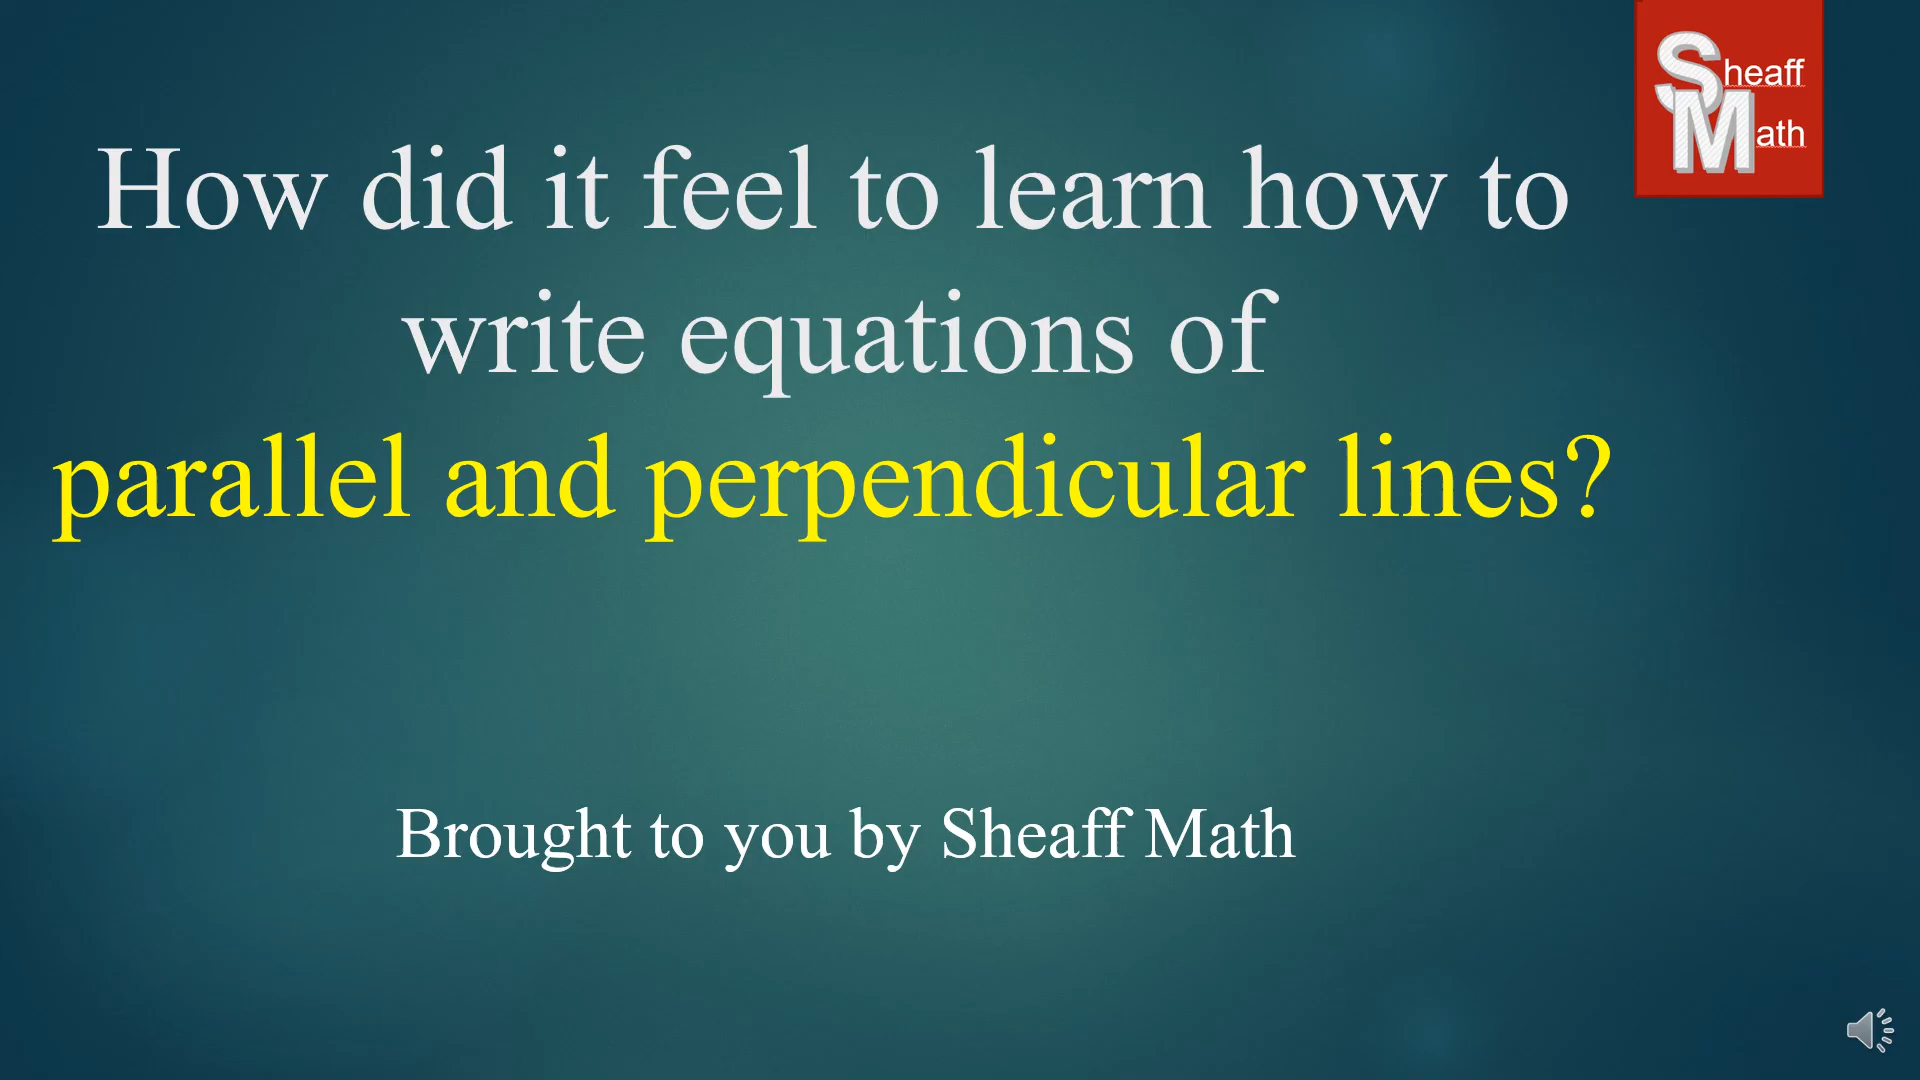 Sheaff
Math
How did it feel to learn how to
write equations of
parallel and perpendicular lines?
Brought to you by Sheaff Math